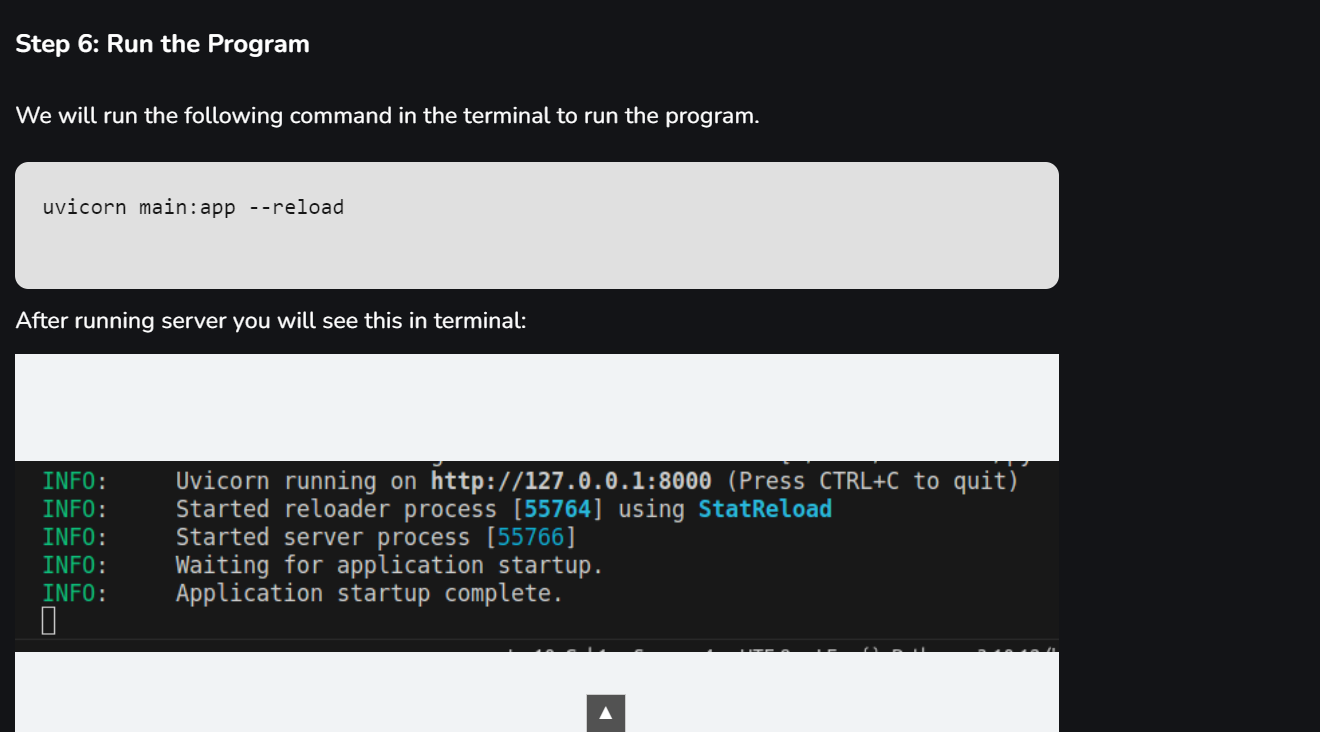 Step 6: Run the Program
We will run the following command in the terminal to run the program.
uvicorn main:app --reload
After running server you will see this in terminal:
INFO: Uvicorn running on http://127.0.0.1:8000 (Press CTRL+C to quit)
INFO: Started reloader process [55764] using StatReload
INFO: Started server process [55766]
INFO: Waiting for application startup.
INFO: Application startup complete.